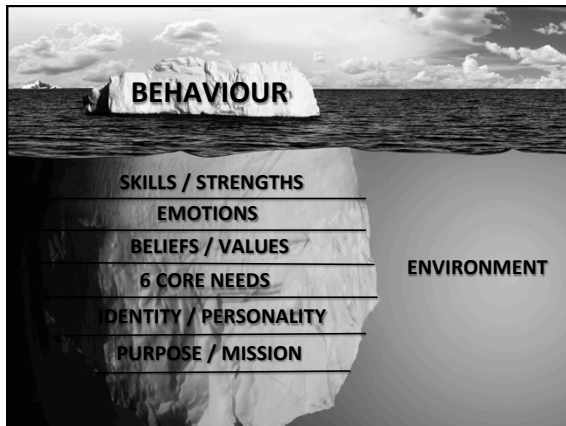 BEHAVIOUR
SKILLS / STRENGTHS
EMOTIONS
BELIEFS / VALUES
6 CORE NEEDS
IDENTITY / PERSONALITY
PURPOSE / MISSION
ENVIRONMENT